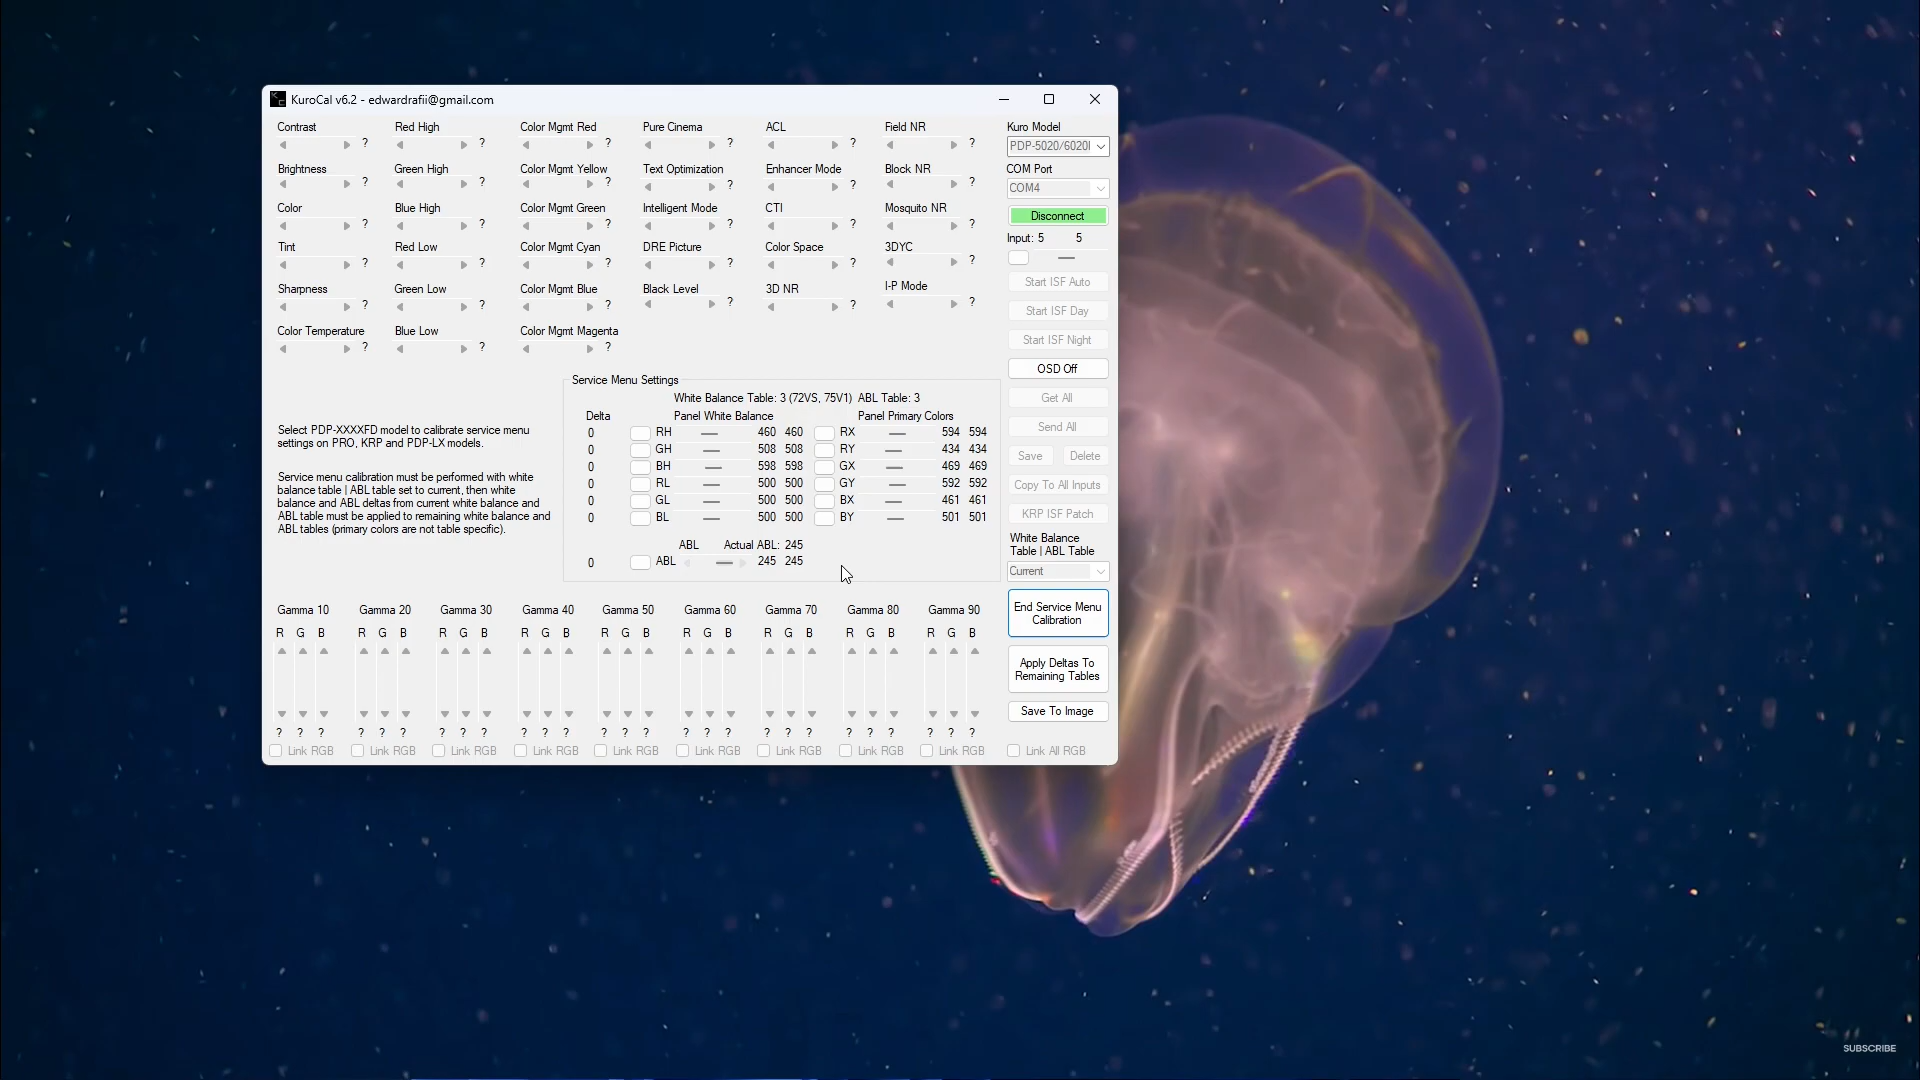 KuroCal v6.2 - edwardrafii@gmail.com
Contrast Red High Color Mgmt Red Pure Cinema ACL Field NR Kuro Model
? ? ? ? ? ? PDP-5020/6020
Brightness Green High Color Mgmt Yellow Text Optimization Enhancer Mode Block NR COM Port
? ? ? ? ? ? COM4
Color Blue High Color Mgmt Green Intelligent Mode CTI Mosquito NR Disconnect
? ? ? ? ? ?
Input: 5 5
Tint Red Low Color Mgmt Cyan DRE Picture Color Space 3DYC
? ? ? ? ? ?
Sharpness Green Low Color Mgmt Blue Black Level 3D NR I-P Mode Start ISF Auto
? ? ? ? ? ? Start ISF Day
Color Temperature Blue Low Color Mgmt Magenta Start ISF Night
? ? ?
OSD Off
Get All
Send All
Save Delete
Copy To All Inputs
KRP ISF Patch
White Balance
Table | ABL Table
Current
End Service Menu
Calibration
Apply Deltas To
Remaining Tables
Save To Image
Select PDP-XXXXFD model to calibrate service menu
settings on PRO, KRP and PDP-LX models.
Service menu calibration must be performed with white
balance table | ABL table set to current, then white
balance and ABL deltas from current white balance and
ABL table must be applied to remaining white balance and
ABL tables (primary colors are not table specific).
Service Menu Settings
White Balance Table: 3 (72VS, 75V1) ABL Table: 3
Delta Panel White Balance Panel Primary Colors
0 RH 460 460 RX 594 594
0 GH 508 508 RY 434 434
0 BH 598 598 GX 469 469
0 RL 500 500 GY 592 592
0 GL 500 500 BX 461 461
0 BL 500 500 BY 501 501
ABL Actual ABL: 245
0 ABL 245 245
Gamma 10 Gamma 20 Gamma 30 Gamma 40 Gamma 50 Gamma 60 Gamma 70 Gamma 80 Gamma 90
R G B R G B R G B R G B R G B R G B R G B R G B R G B
? ? ? ? ? ? ? ? ? ? ? ? ? ? ? ? ? ? ? ? ? ? ? ? ? ? ?
Link RGB Link RGB Link RGB Link RGB Link RGB Link RGB Link RGB Link RGB Link RGB Link All RGB
SUBSCRIBE